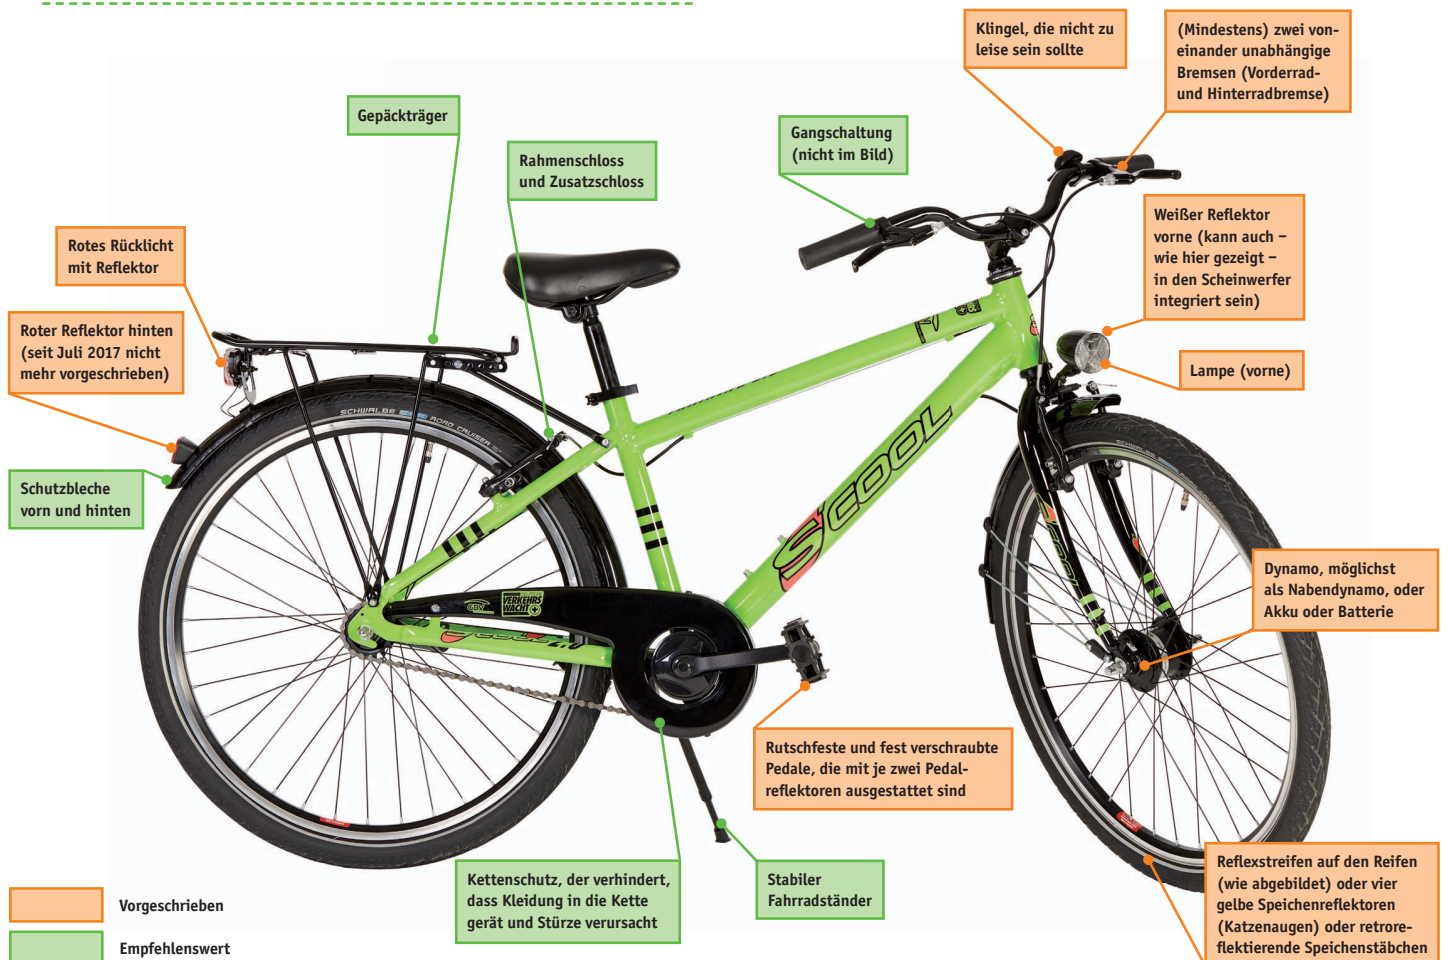 Klingel, die nicht zu
leise sein sollte
(Mindestens) zwei von-
einander unabhängige
Bremsen (Vorderrad-
und Hinterradbremse)
Gepäckträger
Rahmenschloss
und Zusatzschloss
Gangschaltung
(nicht im Bild)
Rotes Rücklicht
mit Reflektor
Weißer Reflektor
vorne (kann auch –
wie hier gezeigt –
in den Scheinwerfer
integriert sein)
Roter Reflektor hinten
(seit Juli 2017 nicht
mehr vorgeschrieben)
Lampe (vorne)
SCHWALBE ROAD CRUISER
SCHWALBE
S'COOL
Schutzbleche
vorn und hinten
Dynamo, möglichst
als Nabendynamo, oder
Akku oder Batterie
VERKEHRS
WACHT
Rutschfeste und fest verschraubte
Pedale, die mit je zwei Pedal-
reflektoren ausgestattet sind
Kettenschutz, der verhindert,
dass Kleidung in die Kette
gerät und Stürze verursacht
Stabiler
Fahrradständer
Reflexstreifen auf den Reifen
(wie abgebildet) oder vier
gelbe Speichenreflektoren
(Katzenaugen) oder retrore-
flektierende Speichenstäbchen
Vorgeschrieben
Empfehlenswert